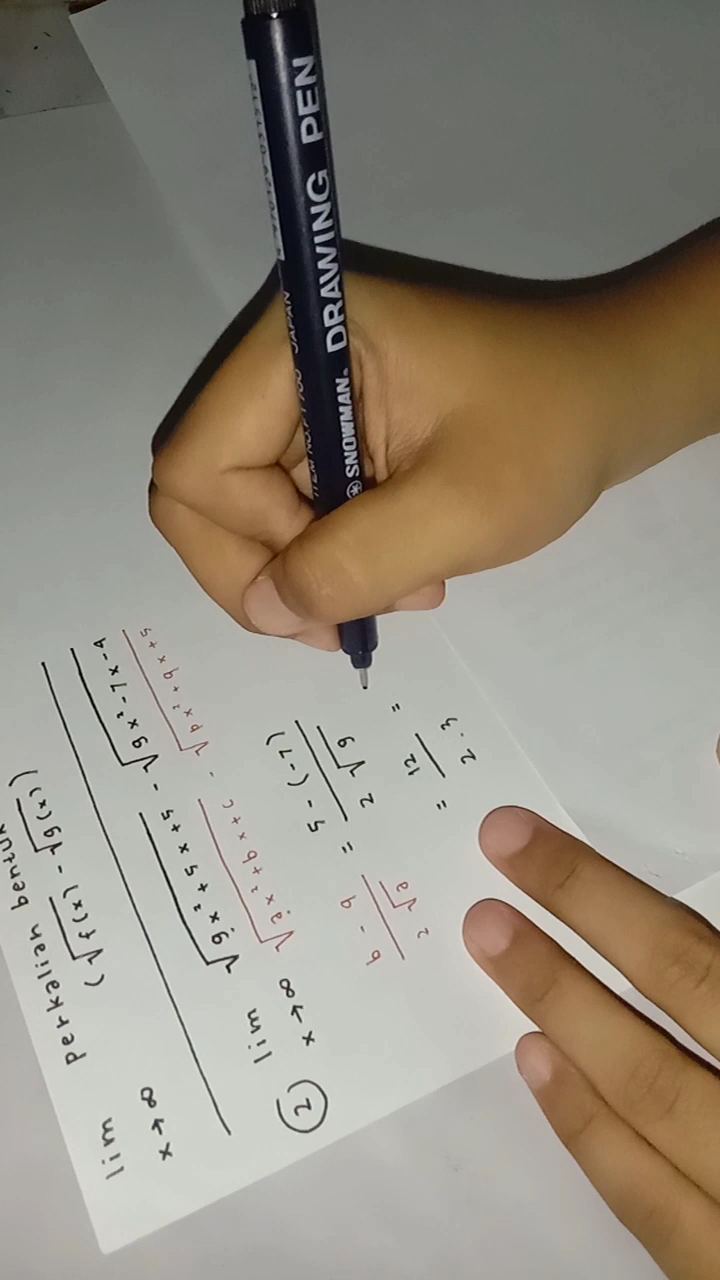 Perkalian bentuk
lim (√f(x) - √g(x))
x → ∞
② lim √9x² + 5x + 5 - √9x² - 7x - 4
x → ∞ √ax² + bx + c - √px² + qx + 5
b - q / 2√a = 5 - (-7) / 2√9
= 12 / 2 · 3 =
SNOWMAN. DRAWING PEN
JAPAN